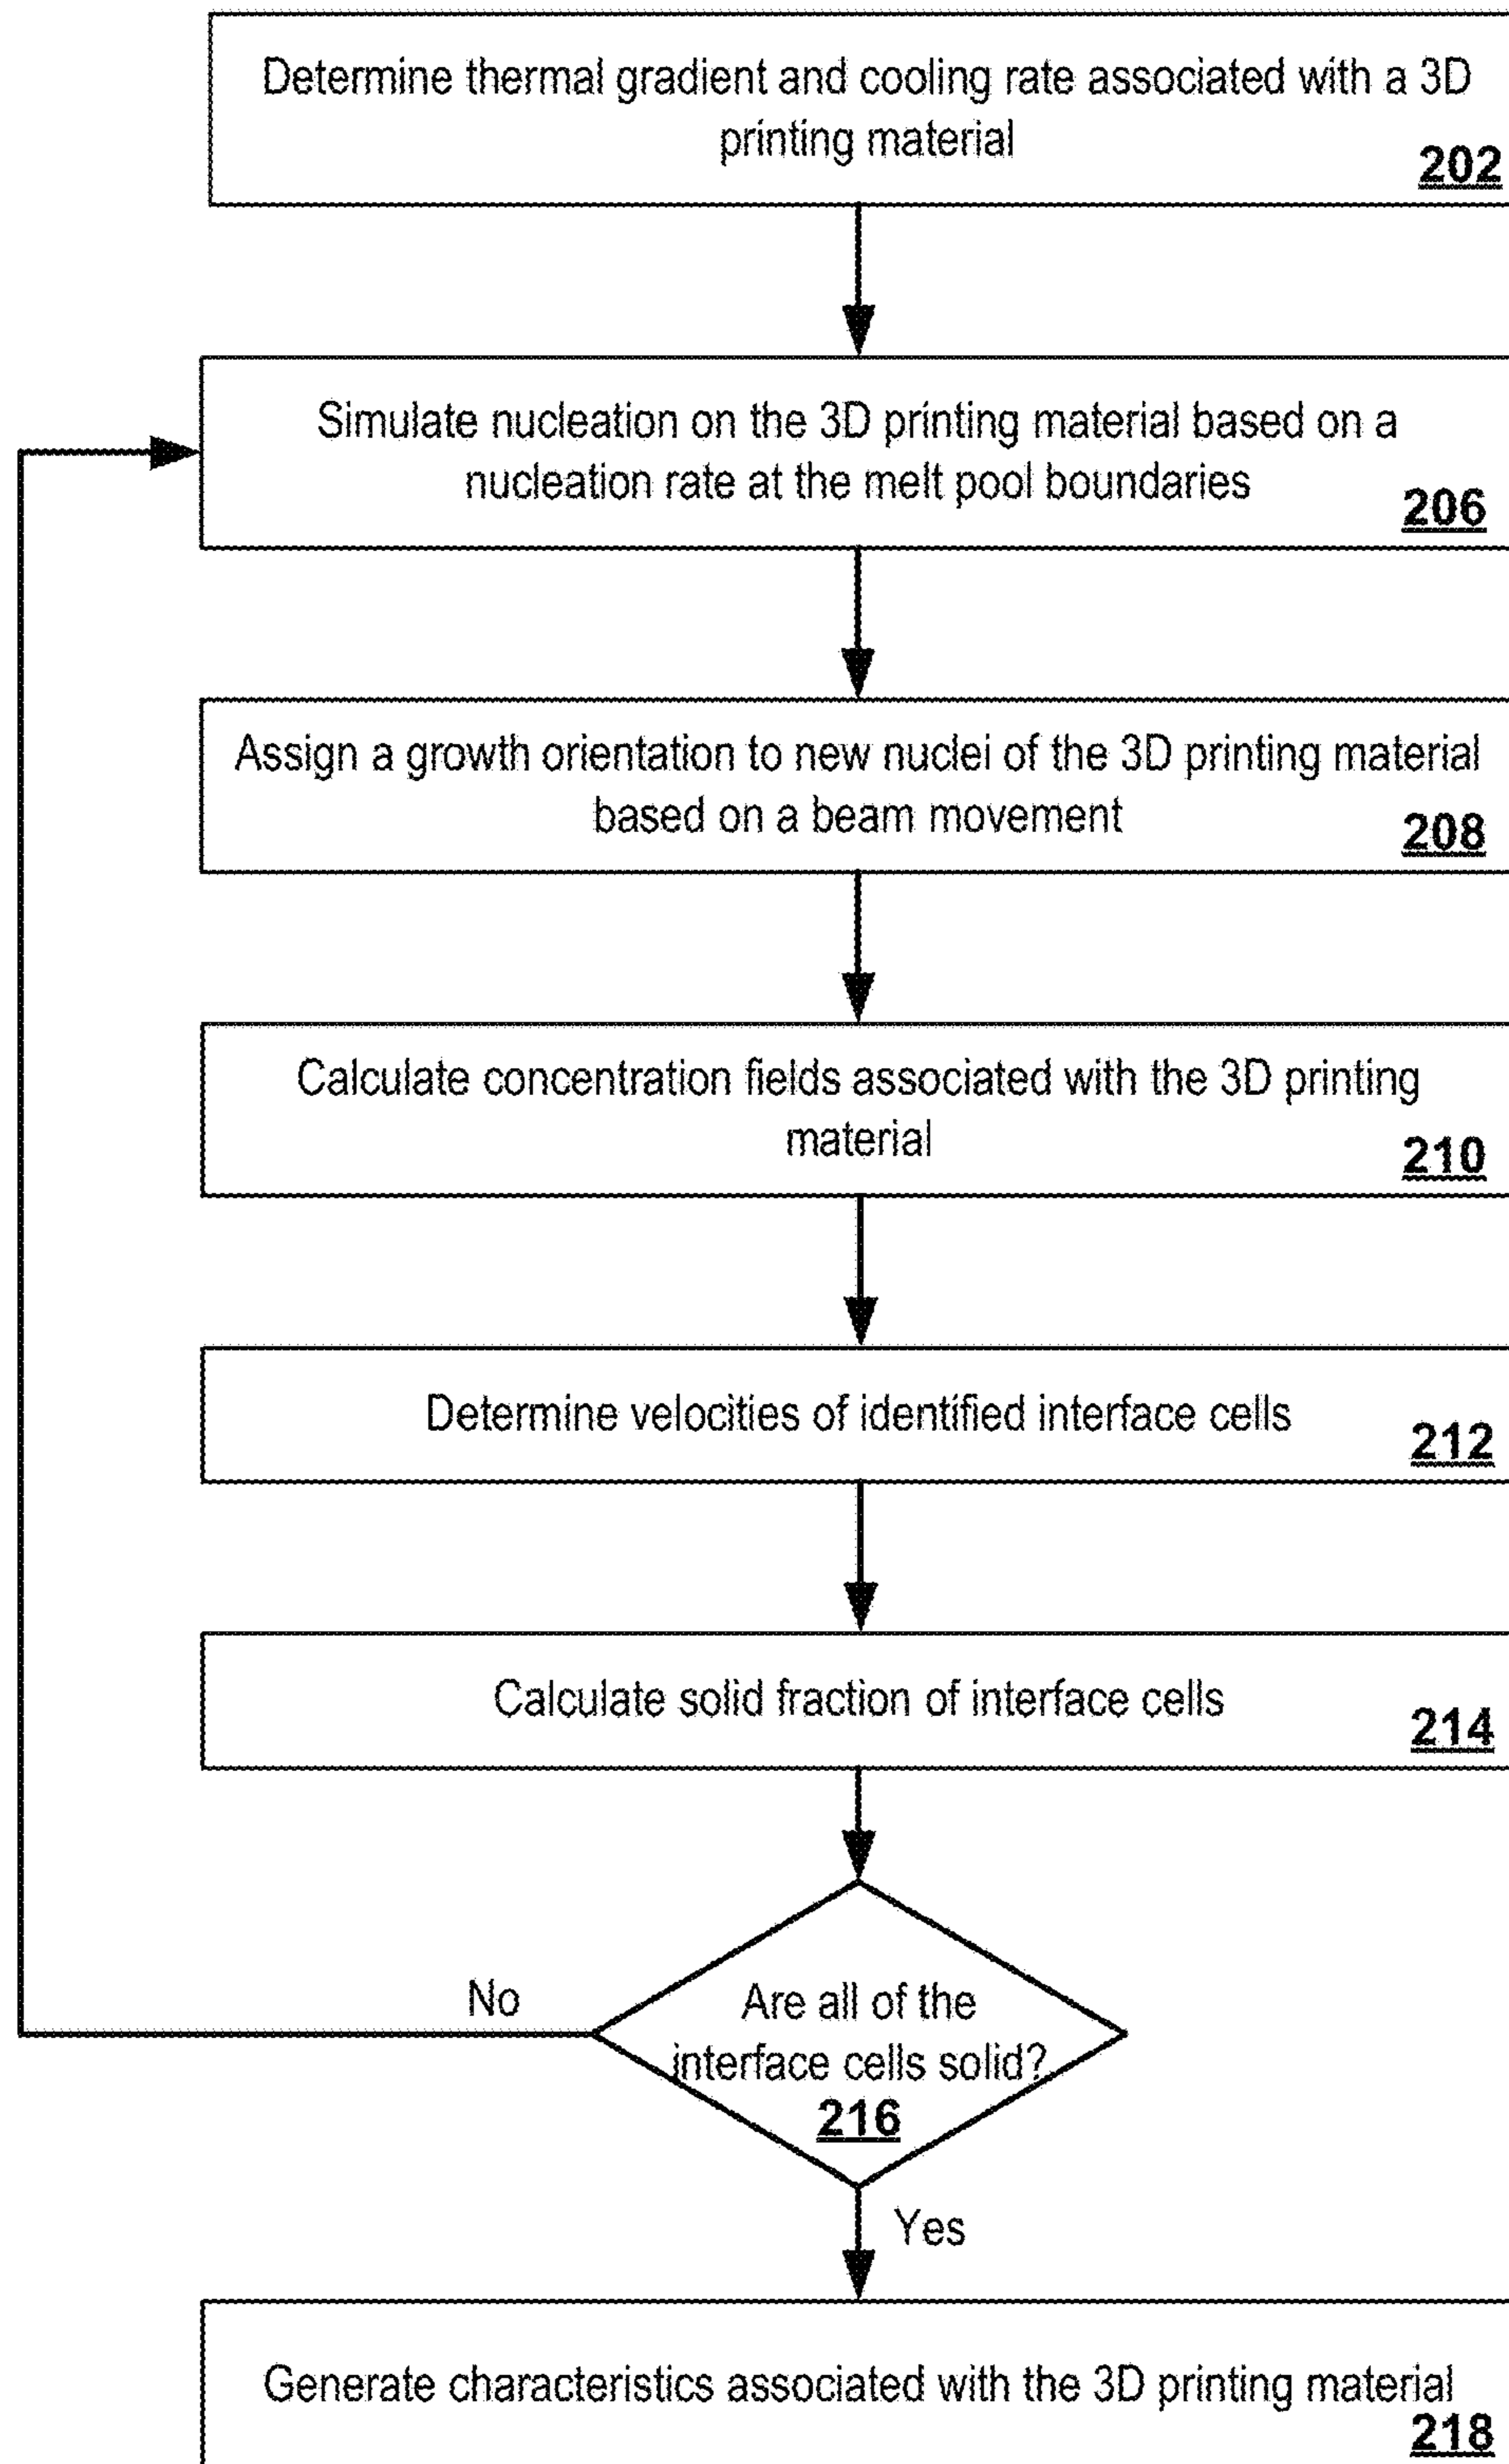 Determine thermal gradient and cooling rate associated with a 3D
printing material
202
Simulate nucleation on the 3D printing material based on a
nucleation rate at the melt pool boundaries
206
Assign a growth orientation to new nuclei of the 3D printing material
based on a beam movement
208
Calculate concentration fields associated with the 3D printing
material
210
Determine velocities of identified interface cells
212
Calculate solid fraction of interface cells
214
No
Are all of the
interface cells solid?
216
Yes
Generate characteristics associated with the 3D printing material
218